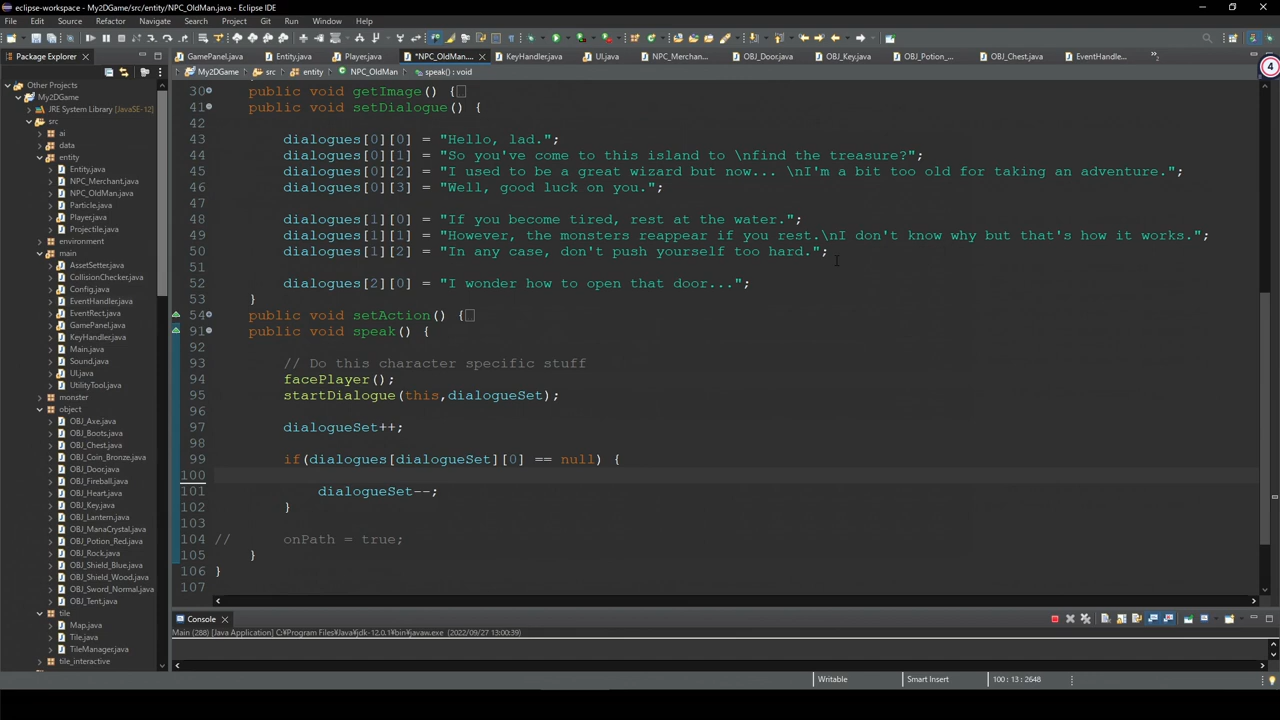 eclipse-workspace - My2DGame/src/entity/NPC_OldMan.java - Eclipse IDE
File Edit Source Refactor Navigate Search Project Git Run Window Help
Package Explorer
GamePanel.java Entity.java Player.java *NPC_OldMan.... KeyHandler.java UI.java NPC_Merchan... OBJ_Door.java OBJ_Key.java OBJ_Potion_... OBJ_Chest.java EventHandle...
4
My2DGame src entity NPC_OldMan speak() : void
Other Projects
My2DGame
JRE System Library [JavaSE-12]
src
ai
data
entity
Entity.java
NPC_Merchant.java
NPC_OldMan.java
Particle.java
Player.java
Projectile.java
environment
main
AssetSetter.java
CollisionChecker.java
Config.java
EventHandler.java
EventRect.java
GamePanel.java
KeyHandler.java
Main.java
Sound.java
UI.java
UtilityTool.java
monster
object
OBJ_Axe.java
OBJ_Boots.java
OBJ_Chest.java
OBJ_Coin_Bronze.java
OBJ_Door.java
OBJ_Fireball.java
OBJ_Heart.java
OBJ_Key.java
OBJ_Lantern.java
OBJ_ManaCrystal.java
OBJ_Potion_Red.java
OBJ_Rock.java
OBJ_Shield_Blue.java
OBJ_Shield_Wood.java
OBJ_Sword_Normal.java
OBJ_Tent.java
tile
Map.java
Tile.java
TileManager.java
tile_interactive
30 public void getImage() {
41 public void setDialogue() {
42
43 dialogues[0][0] = "Hello, lad.";
44 dialogues[0][1] = "So you've come to this island to \nfind the treasure?";
45 dialogues[0][2] = "I used to be a great wizard but now... \nI'm a bit too old for taking an adventure.";
46 dialogues[0][3] = "Well, good luck on you.";
47
48 dialogues[1][0] = "If you become tired, rest at the water.";
49 dialogues[1][1] = "However, the monsters reappear if you rest.\nI don't know why but that's how it works.";
50 dialogues[1][2] = "In any case, don't push yourself too hard.";
51
52 dialogues[2][0] = "I wonder how to open that door...";
53 }
54 public void setAction() {
91 public void speak() {
92
93 // Do this character specific stuff
94 facePlayer();
95 startDialogue(this,dialogueSet);
96
97 dialogueSet++;
98
99 if(dialogues[dialogueSet][0] == null) {
100
101 dialogueSet--;
102 }
103
104 // onPath = true;
105 }
106 }
107
Console
Main (288) [Java Application] C:\Program Files\Java\jdk-12.0.1\bin\javaw.exe (2022/09/27 13:00:39)
Writable Smart Insert 100 : 13 : 2648